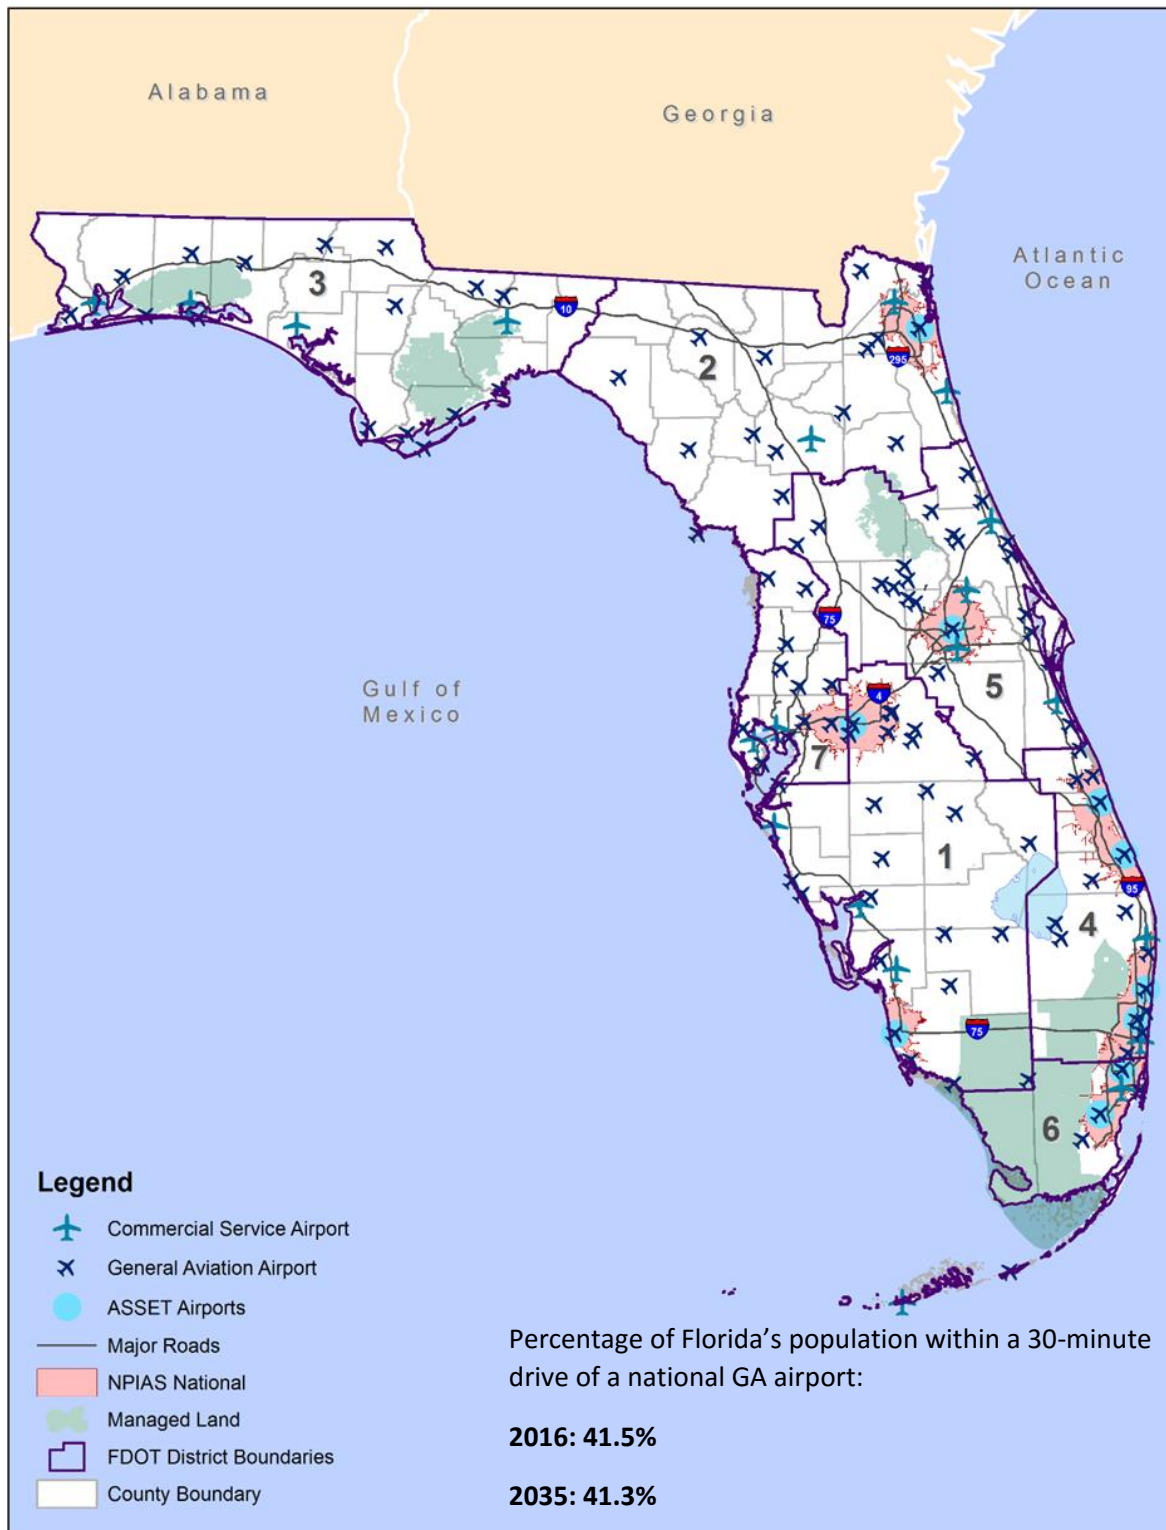 Alabama
Georgia
Atlantic
Ocean
3
10
2
295
75
Gulf of
Mexico
4
5
7
1
95
4
75
6
Legend
Commercial Service Airport
General Aviation Airport
ASSET Airports
Major Roads
NPIAS National
Managed Land
FDOT District Boundaries
County Boundary
Percentage of Florida’s population within a 30-minute
drive of a national GA airport:
2016: 41.5%
2035: 41.3%